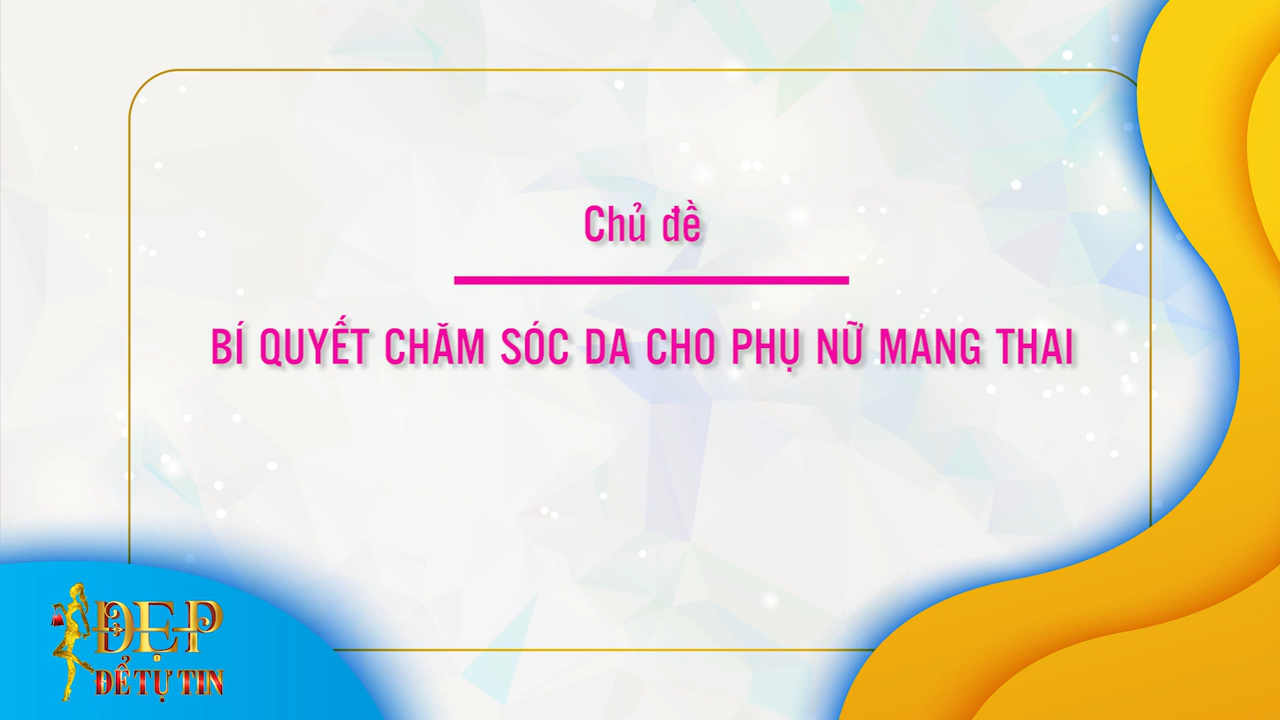 Chủ đề
BÍ QUYẾT CHĂM SÓC DA CHO PHỤ NỮ MANG THAI
ĐẸP
ĐỂ TỰ TIN